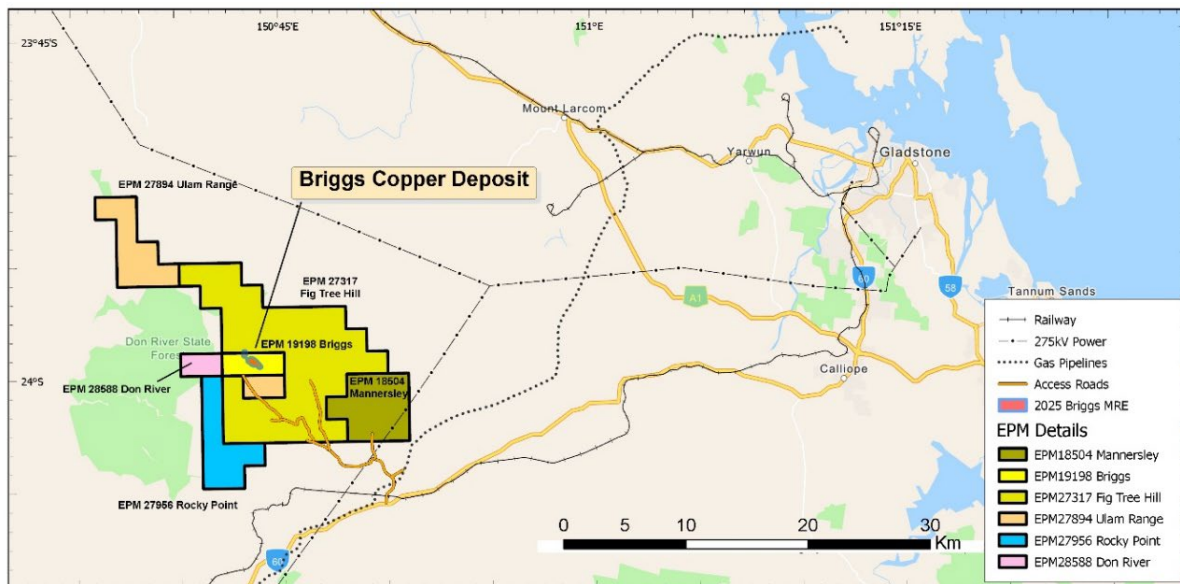 150°45'E
151°E
151°15'E
23°45'S
Mount Larcom
Yarwun
Gladstone
Briggs Copper Deposit
EPM 27894 Ulam Range
EPM 27317
Fig Tree Hill
60
58
A1
Tannum Sands
Don River State
Forest
EPM 19198 Briggs
EPM 28588 Don River
24°S
EPM 18504
Mannersley
Calliope
EPM 27956 Rocky Point
60
0 5 10 20 30
Km
Railway
275kV Power
Gas Pipelines
Access Roads
2025 Briggs MRE
EPM Details
EPM18504 Mannersley
EPM19198 Briggs
EPM27317 Fig Tree Hill
EPM27894 Ulam Range
EPM27956 Rocky Point
EPM28588 Don River